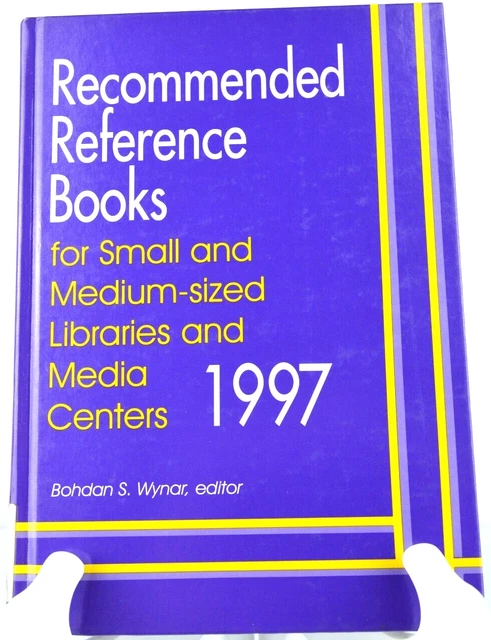 Recommended
Reference
Books
for Small and
Medium-sized
Libraries and
Media
Centers
1997
Bohdan S. Wynar, editor